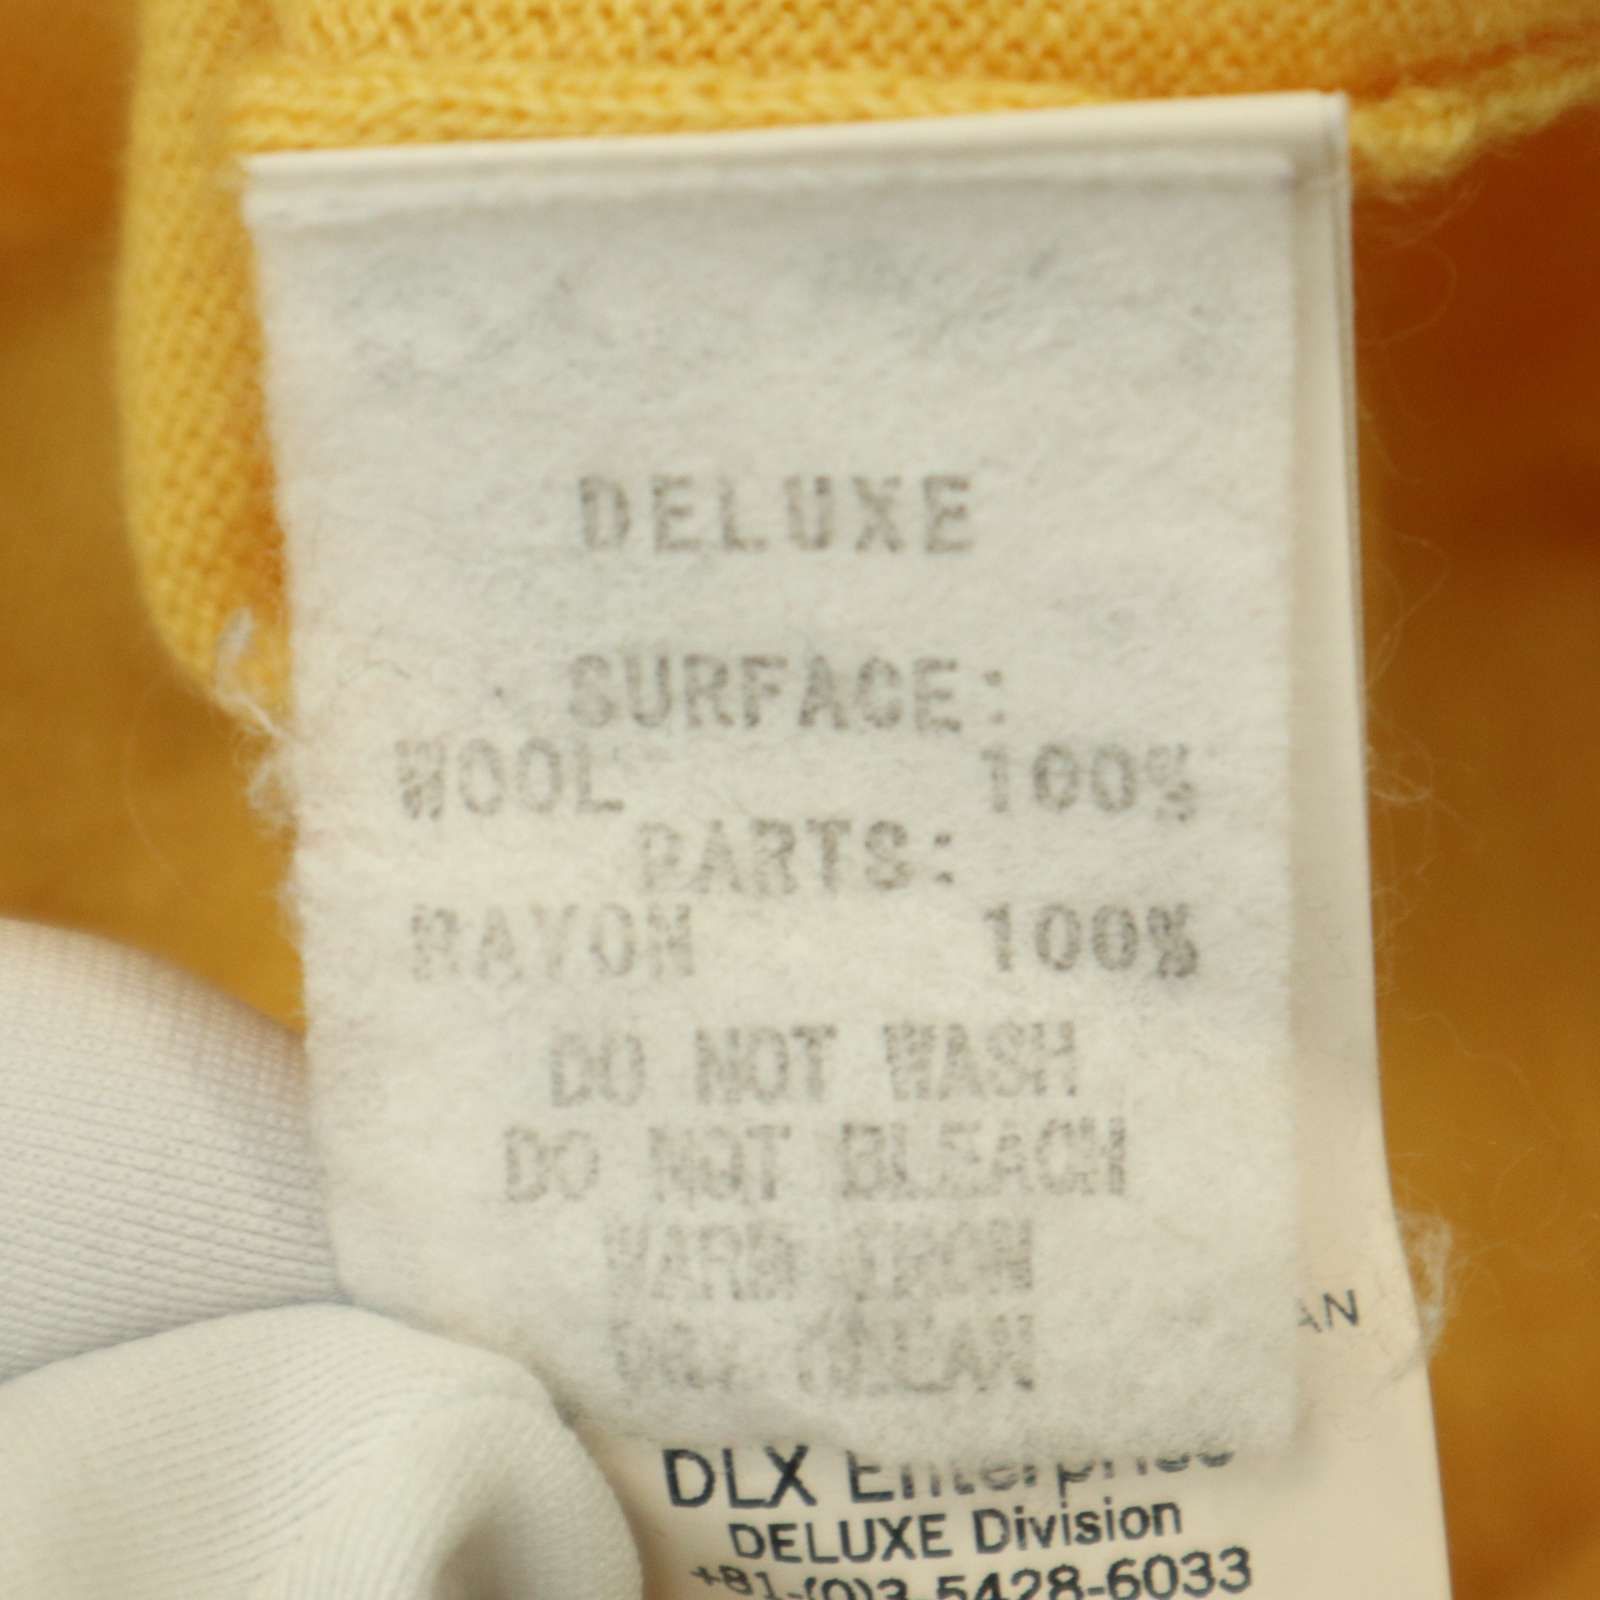 DELUXE
SURFACE:
WOOL 100%
PARTS:
RAYON 100%
DO NOT WASH
DO NOT BLEACH
WARM IRON
DRY CLEAN
AN
DLX Enterprise
DELUXE Division
+81-(0)3-5428-6033